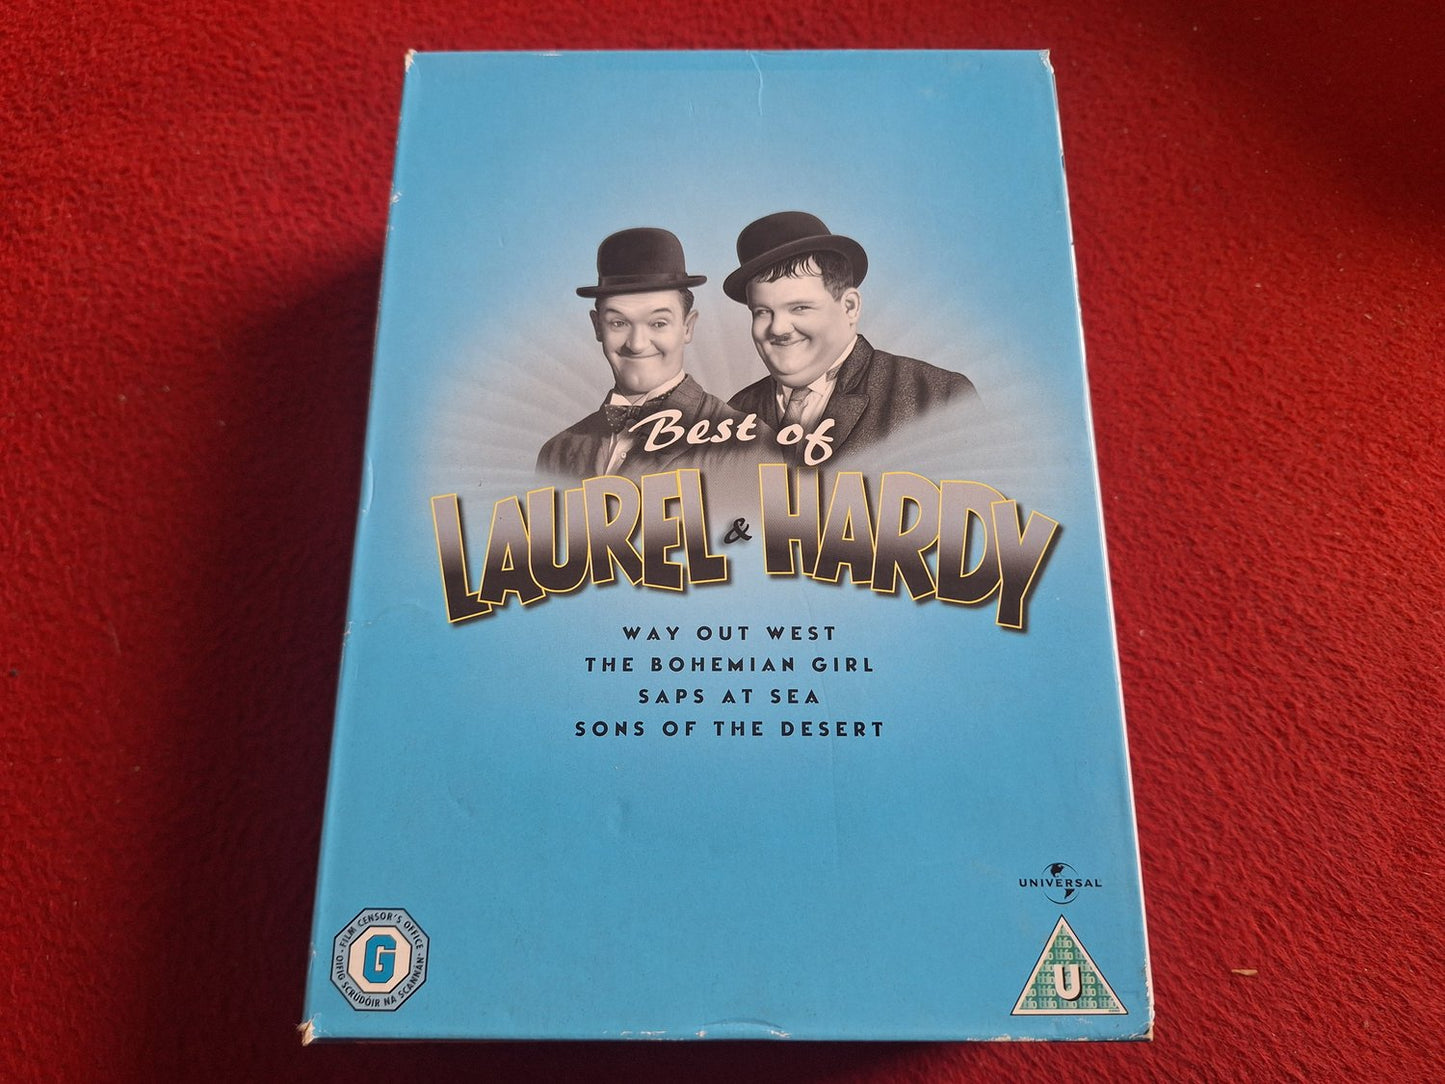 Best of
LAUREL & HARDY
WAY OUT WEST
THE BOHEMIAN GIRL
SAPS AT SEA
SONS OF THE DESERT
UNIVERSAL
· FILM CENSOR'S OFFICE ·
OIFIG SCRÚDÓIR NA SCANNÁN
G
U